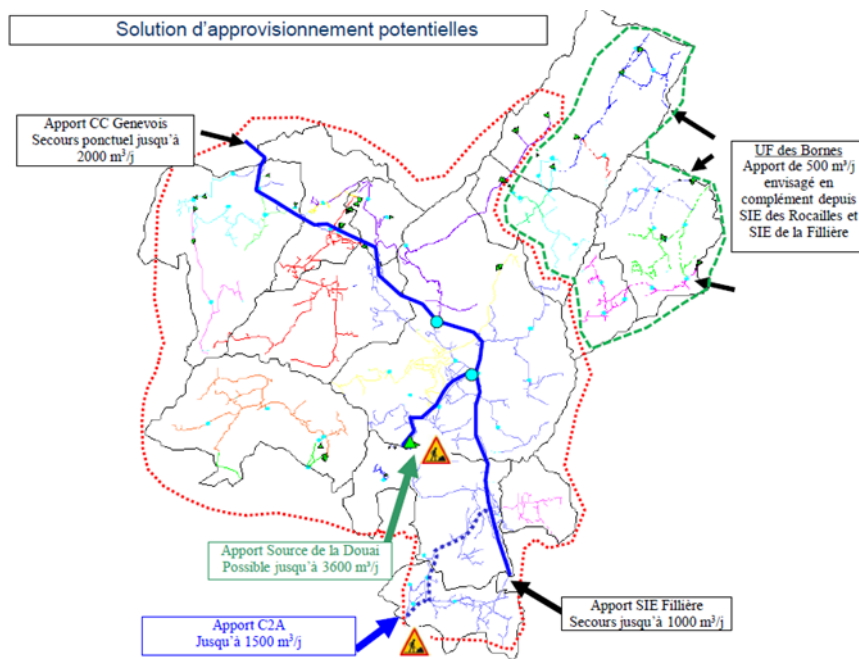 Solution d'approvisionnement potentielles
Apport CC Genevois
Secours ponctuel jusqu'à
2000 m³/j
UF des Bornes
Apport de 500 m³/j
envisagé en
complément depuis
SIE des Rocailles et
SIE de la Fillière
Apport Source de la Douai
Possible jusqu'à 3600 m³/j
Apport C2A
Jusqu'à 1500 m³/j
Apport SIE Fillière
Secours jusqu'à 1000 m³/j